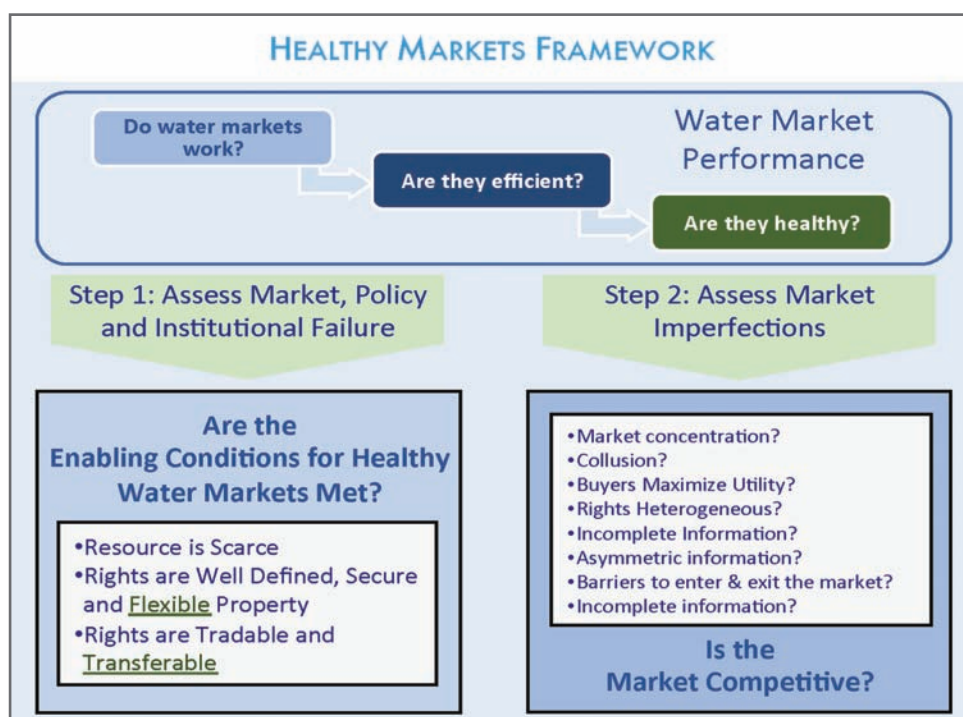 HEALTHY MARKETS FRAMEWORK
Do water markets
work?
Are they efficient?
Water Market
Performance
Are they healthy?
Step 1: Assess Market, Policy
and Institutional Failure
Are the
Enabling Conditions for Healthy
Water Markets Met?
•Resource is Scarce
•Rights are Well Defined, Secure
and Flexible Property
•Rights are Tradable and
Transferable
Step 2: Assess Market
Imperfections
•Market concentration?
•Collusion?
•Buyers Maximize Utility?
•Rights Heterogeneous?
•Incomplete Information?
•Asymmetric information?
•Barriers to enter & exit the market?
•Incomplete information?
Is the
Market Competitive?